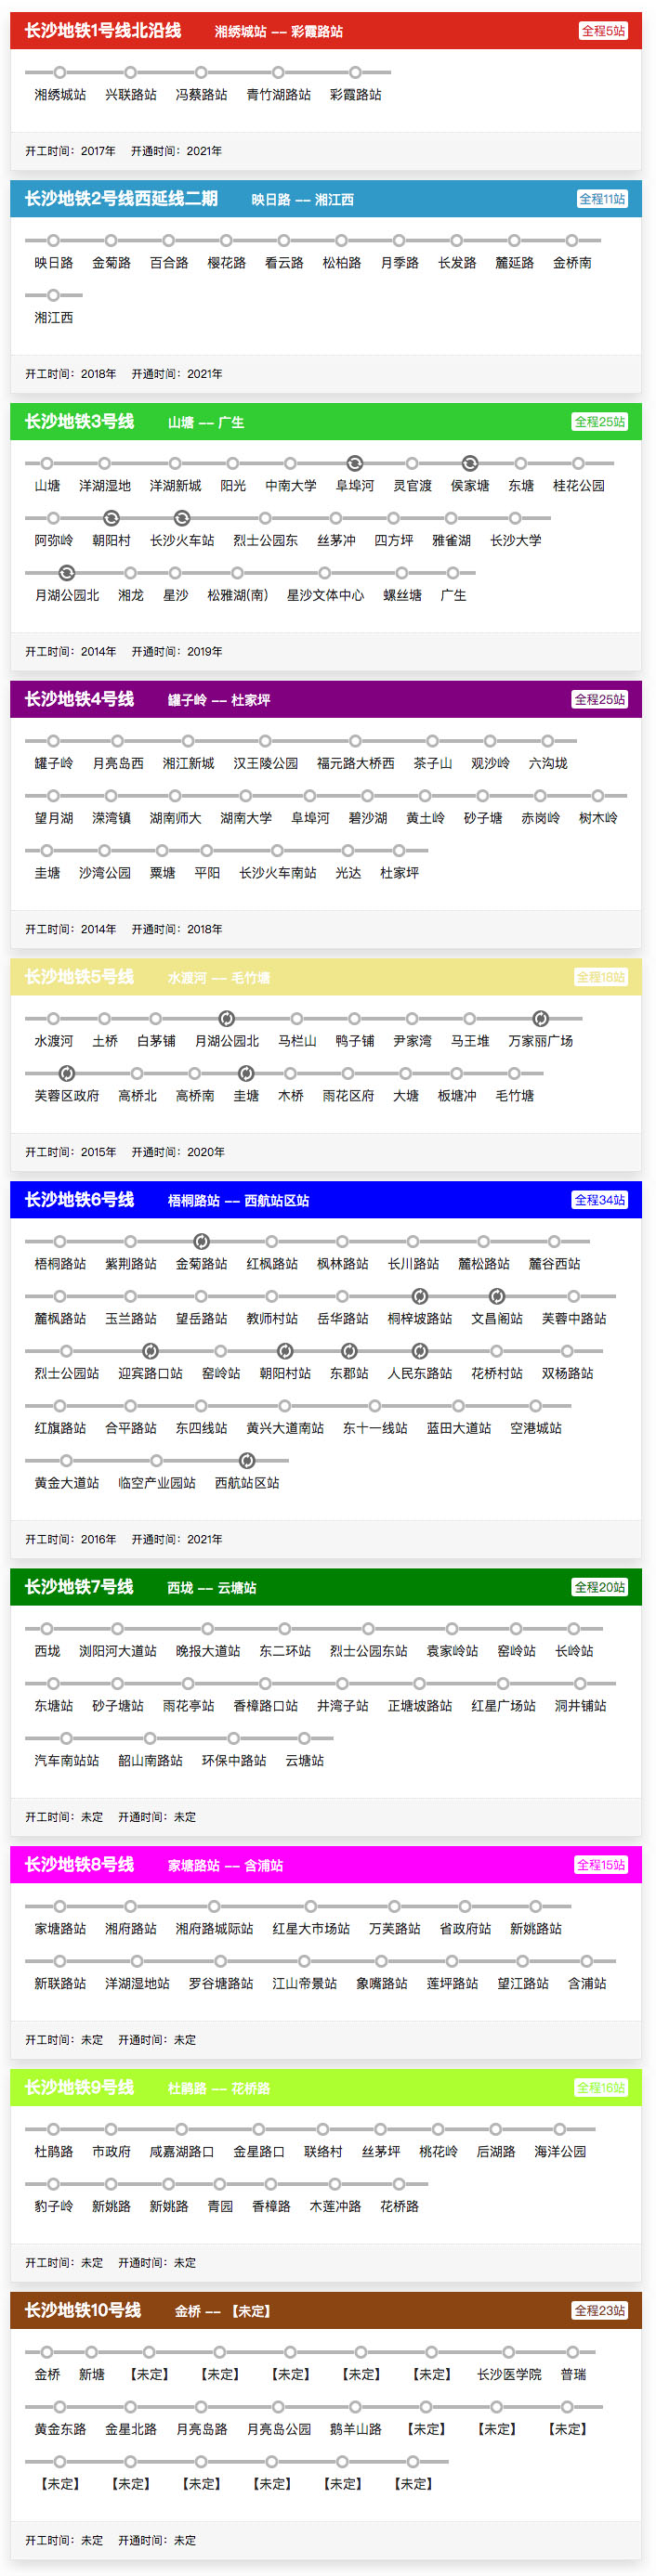 长沙地铁1号线北沿线 湘绣城站 -- 彩霞路站 全程5站
湘绣城站 兴联路站 冯蔡路站 青竹湖路站 彩霞路站
开工时间：2017年 开通时间：2021年
长沙地铁2号线西延线二期 映日路 -- 湘江西 全程11站
映日路 金菊路 百合路 樱花路 看云路 松柏路 月季路 长发路 麓延路 金桥南
湘江西
开工时间：2018年 开通时间：2021年
长沙地铁3号线 山塘 -- 广生 全程25站
山塘 洋湖湿地 洋湖新城 阳光 中南大学 阜埠河 灵官渡 侯家塘 东塘 桂花公园
阿弥岭 朝阳村 长沙火车站 烈士公园东 丝茅冲 四方坪 雅雀湖 长沙大学
月湖公园北 湘龙 星沙 松雅湖(南) 星沙文体中心 螺丝塘 广生
开工时间：2014年 开通时间：2019年
长沙地铁4号线 罐子岭 -- 杜家坪 全程25站
罐子岭 月亮岛西 湘江新城 汉王陵公园 福元路大桥西 茶子山 观沙岭 六沟垅
望月湖 溁湾镇 湖南师大 湖南大学 阜埠河 碧沙湖 黄土岭 砂子塘 赤岗岭 树木岭
圭塘 沙湾公园 粟塘 平阳 长沙火车南站 光达 杜家坪
开工时间：2014年 开通时间：2018年
长沙地铁5号线 水渡河 -- 毛竹塘 全程18站
水渡河 土桥 白茅铺 月湖公园北 马栏山 鸭子铺 尹家湾 马王堆 万家丽广场
芙蓉区政府 高桥北 高桥南 圭塘 木桥 雨花区府 大塘 板塘冲 毛竹塘
开工时间：2015年 开通时间：2020年
长沙地铁6号线 梧桐路站 -- 西航站区站 全程34站
梧桐路站 紫荆路站 金菊路站 红枫路站 枫林路站 长川路站 麓松路站 麓谷西站
麓枫路站 玉兰路站 望岳路站 教师村站 岳华路站 桐梓坡路站 文昌阁站 芙蓉中路站
烈士公园站 迎宾路口站 窑岭站 朝阳村站 东郡站 人民东路站 花桥村站 双杨路站
红旗路站 合平路站 东四线站 黄兴大道南站 东十一线站 蓝田大道站 空港城站
黄金大道站 临空产业园站 西航站区站
开工时间：2016年 开通时间：2021年
长沙地铁7号线 西垅 -- 云塘站 全程20站
西垅 浏阳河大道站 晚报大道站 东二环站 烈士公园东站 袁家岭站 窑岭站 长岭站
东塘站 砂子塘站 雨花亭站 香樟路口站 井湾子站 正塘坡路站 红星广场站 洞井铺站
汽车南站站 韶山南路站 环保中路站 云塘站
开工时间：未定 开通时间：未定
长沙地铁8号线 家塘路站 -- 含浦站 全程15站
家塘路站 湘府路站 湘府路城际站 红星大市场站 万芙路站 省政府站 新姚路站
新联路站 洋湖湿地站 罗谷塘路站 江山帝景站 象嘴路站 莲坪路站 望江路站 含浦站
开工时间：未定 开通时间：未定
长沙地铁9号线 杜鹃路 -- 花桥路 全程16站
杜鹃路 市政府 咸嘉湖路口 金星路口 联络村 丝茅坪 桃花岭 后湖路 海洋公园
豹子岭 新姚路 新姚路 青园 香樟路 木莲冲路 花桥路
开工时间：未定 开通时间：未定
长沙地铁10号线 金桥 -- 【未定】 全程23站
金桥 新塘 【未定】 【未定】 【未定】 【未定】 【未定】 长沙医学院 普瑞
黄金东路 金星北路 月亮岛路 月亮岛公园 鹅羊山路 【未定】 【未定】 【未定】
【未定】 【未定】 【未定】 【未定】 【未定】 【未定】
开工时间：未定 开通时间：未定